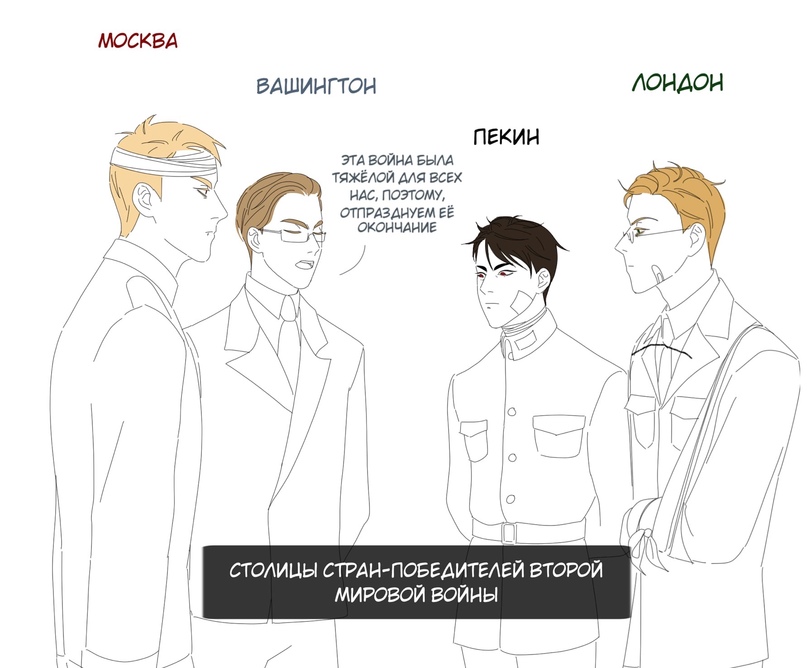 МОСКВА
ВАШИНГТОН
ЛОНДОН
ПЕКИН
ЭТА ВОЙНА БЫЛА
ТЯЖЁЛОЙ ДЛЯ ВСЕХ
НАС, ПОЭТОМУ,
ОТПРАЗДНУЕМ ЕЁ
ОКОНЧАНИЕ
СТОЛИЦЫ СТРАН-ПОБЕДИТЕЛЕЙ ВТОРОЙ
МИРОВОЙ ВОЙНЫ